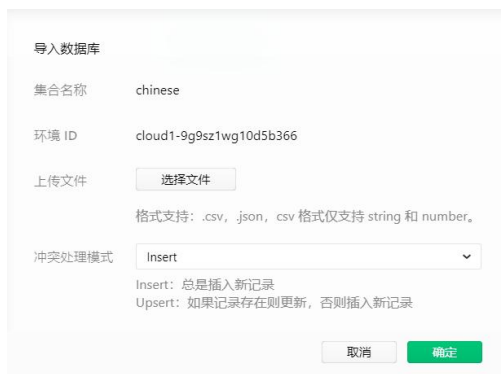 导入数据库
集合名称 chinese
环境 ID cloud1-9g9sz1wg10d5b366
上传文件 选择文件
格式支持：.csv，.json，csv 格式仅支持 string 和 number。
冲突处理模式 Insert
Insert：总是插入新记录
Upsert：如果记录存在则更新，否则插入新记录
取消 确定